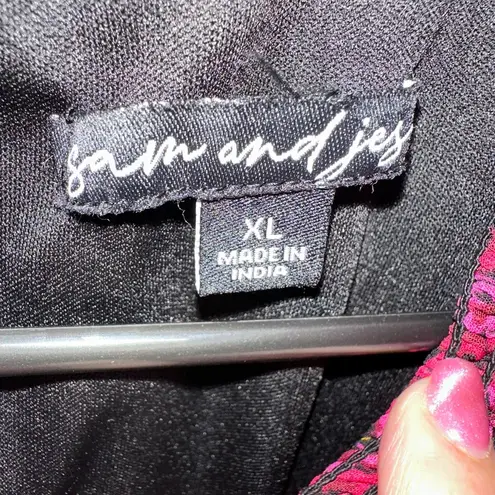 sam and jes
XL
MADE IN
INDIA